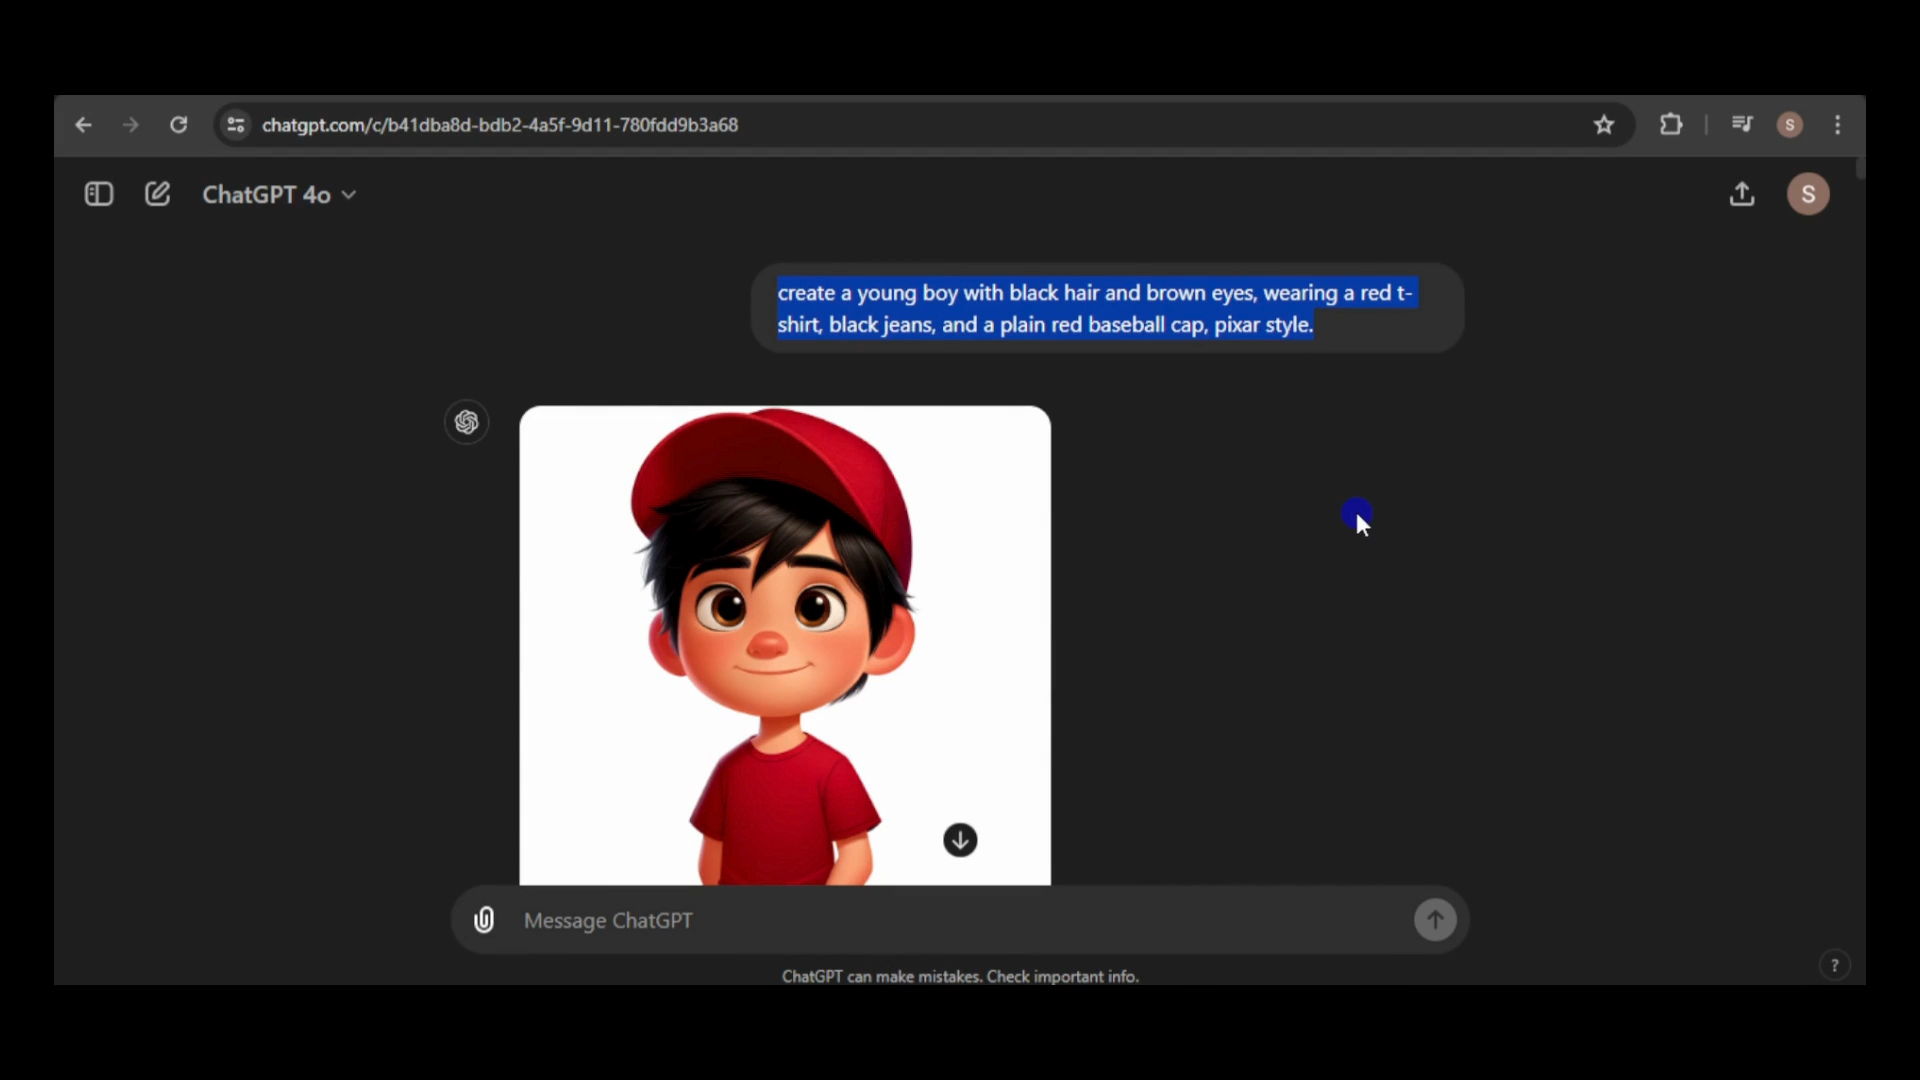 chatgpt.com/c/b41dba8d-bdb2-4a5f-9d11-780fdd9b3a68
S
ChatGPT 4o
S
create a young boy with black hair and brown eyes, wearing a red t-
shirt, black jeans, and a plain red baseball cap, pixar style.
Message ChatGPT
ChatGPT can make mistakes. Check important info.
?